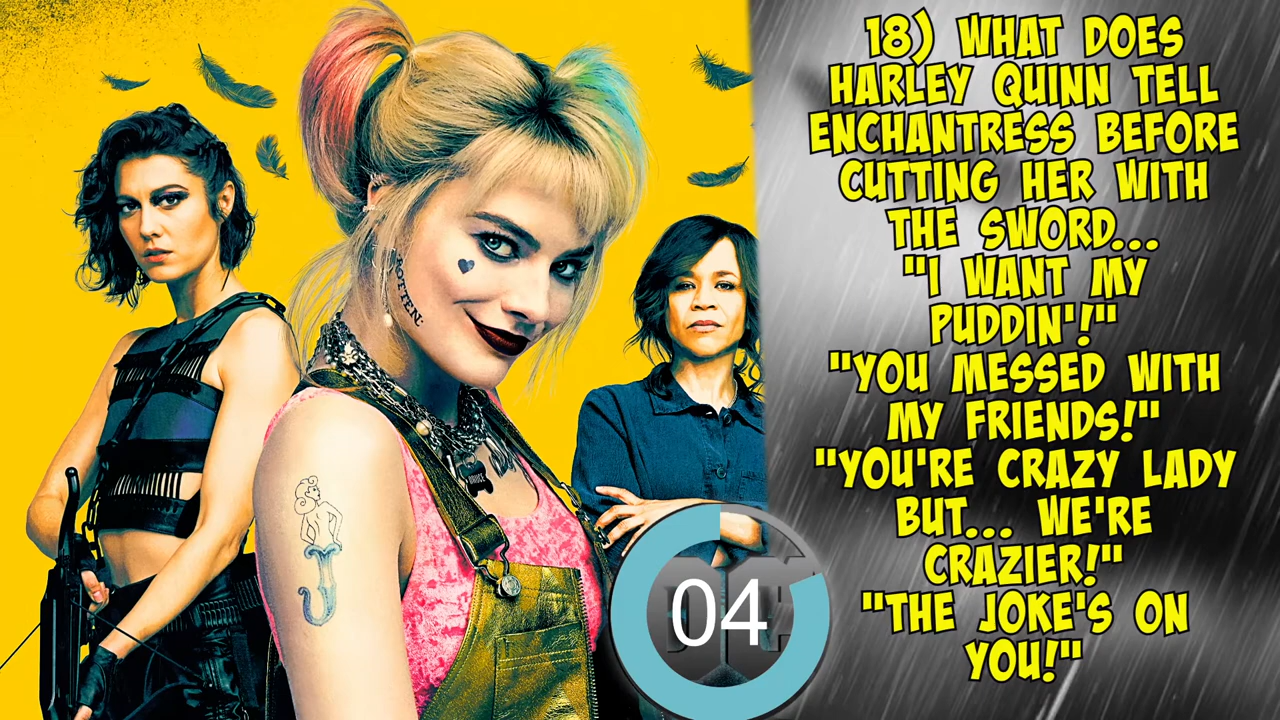 18) WHAT DOES
HARLEY QUINN TELL
ENCHANTRESS BEFORE
CUTTING HER WITH
THE SWORD...
"I WANT MY
PUDDIN'!"
"YOU MESSED WITH
MY FRIENDS!"
"YOU'RE CRAZY LADY
BUT... WE'RE
CRAZIER!"
"THE JOKE'S ON
YOU!"
ROTTEN
04